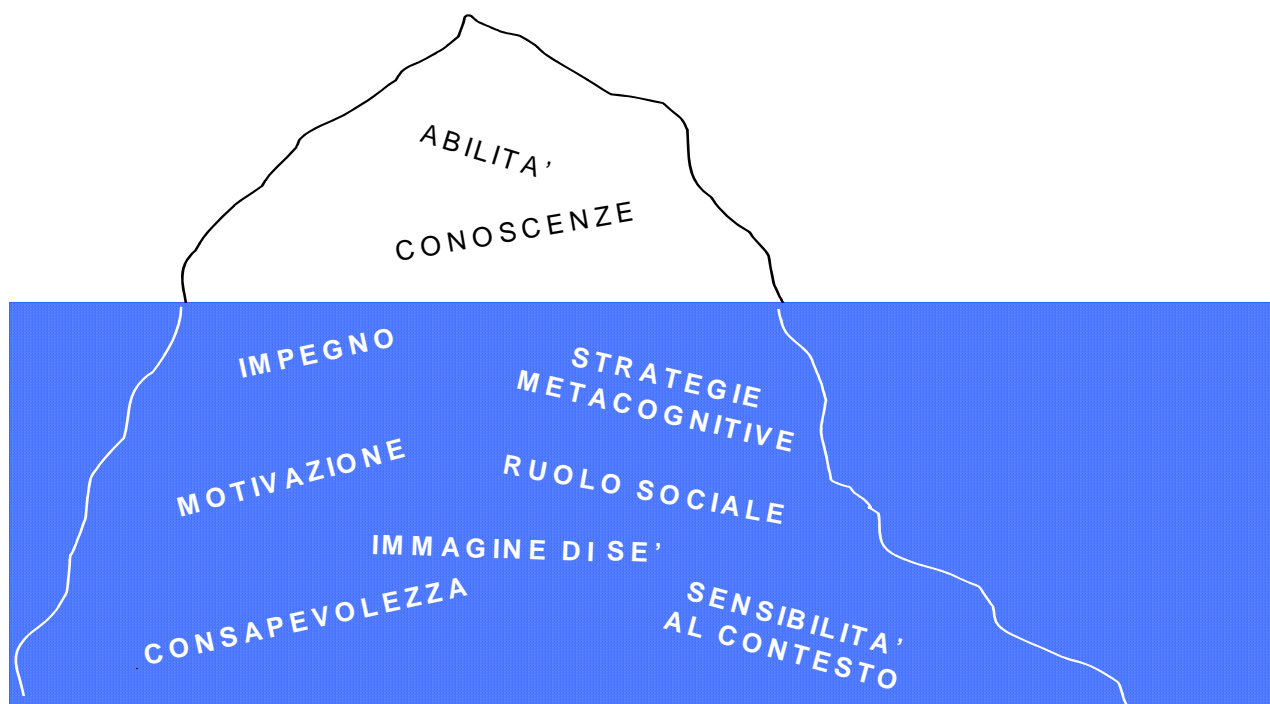 ABILITA’
CONOSCENZE
IMPEGNO
STRATEGIE
METACOGNITIVE
MOTIVAZIONE
RUOLO SOCIALE
IMMAGINE DI SE’
CONSAPEVOLEZZA
SENSIBILITA’
AL CONTESTO